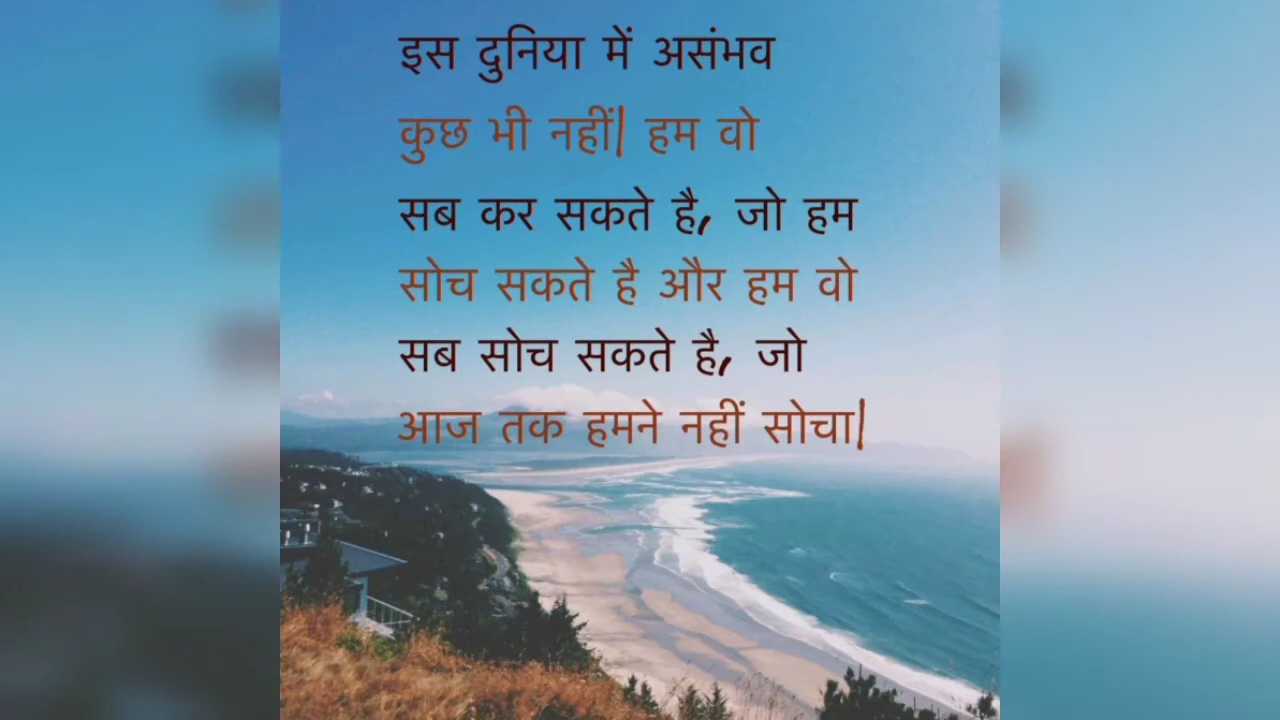 इस दुनिया में असंभव
कुछ भी नहीं| हम वो
सब कर सकते है, जो हम
सोच सकते है और हम वो
सब सोच सकते है, जो
आज तक हमने नहीं सोचा|